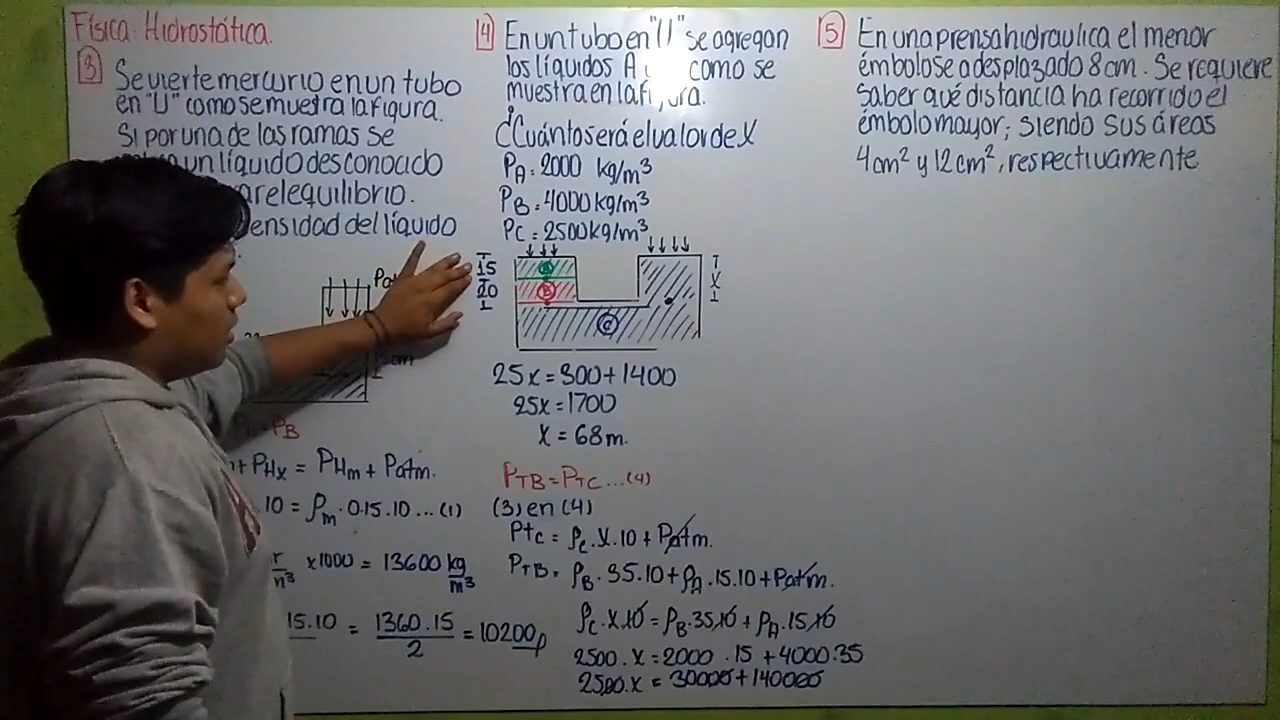 Física: Hidrostática.
3
Se vierte mercurio en un tubo
en "U" como se muestra la figura.
Si por una de las ramas se
un líquido desconocido
ar el equilibrio.
ensidad del líquido
15 cm
= PB
+ PHx = PHm + Patm.
10 = ρm · 0.15 · 10 ... (1)
x1000 = 13600 kg/m³
15.10 = 1360.15/2 = 10200
4
En un tubo en "U" se agregan
los líquidos A como se
muestra en la figura.
¿Cuánto será el valor de X
PA = 2000 kg/m³
PB = 4000 kg/m³
PC = 2500 kg/m³
15
20
A
B
C
X
25x = 300 + 1400
25x = 1700
x = 68 m.
PTB = PTC ... (4)
(3) en (4)
Ptc = ρc . X . 10 + Patm.
PTB = ρB . 35.10 + ρA . 15.10 + Patm.
ρc . X.10 = ρB . 35.10 + ρA . 15.10
2500 . X = 2000 . 15 + 4000.35
2500.X = 30000 + 140000
5
En una prensa hidraulica el menor
émbolo se a desplazado 8 cm. Se requiere
saber qué distancia ha recorrido el
émbolo mayor; siendo sus áreas
4 cm² y 12 cm², respectivamente